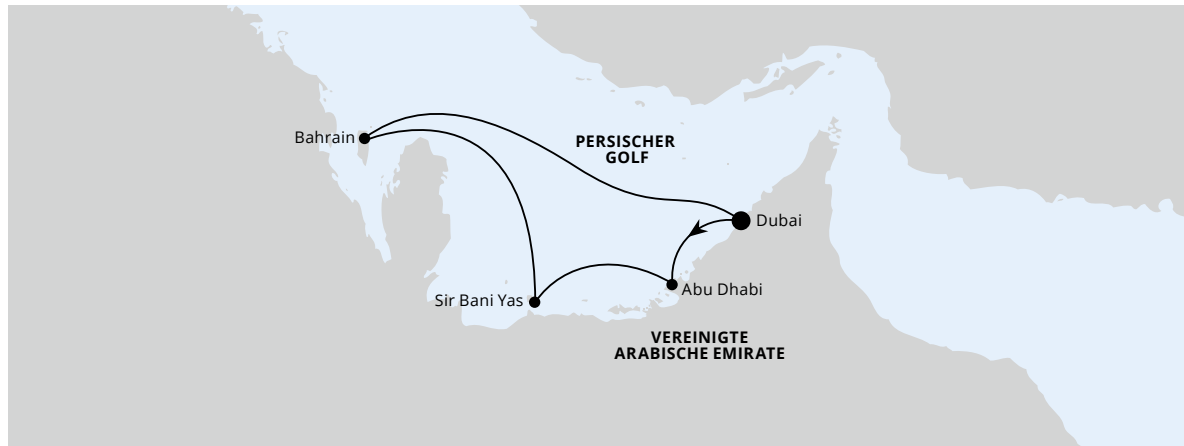 Bahrain
PERSISCHER
GOLF
Dubai
Abu Dhabi
Sir Bani Yas
VEREINIGTE
ARABISCHE EMIRATE